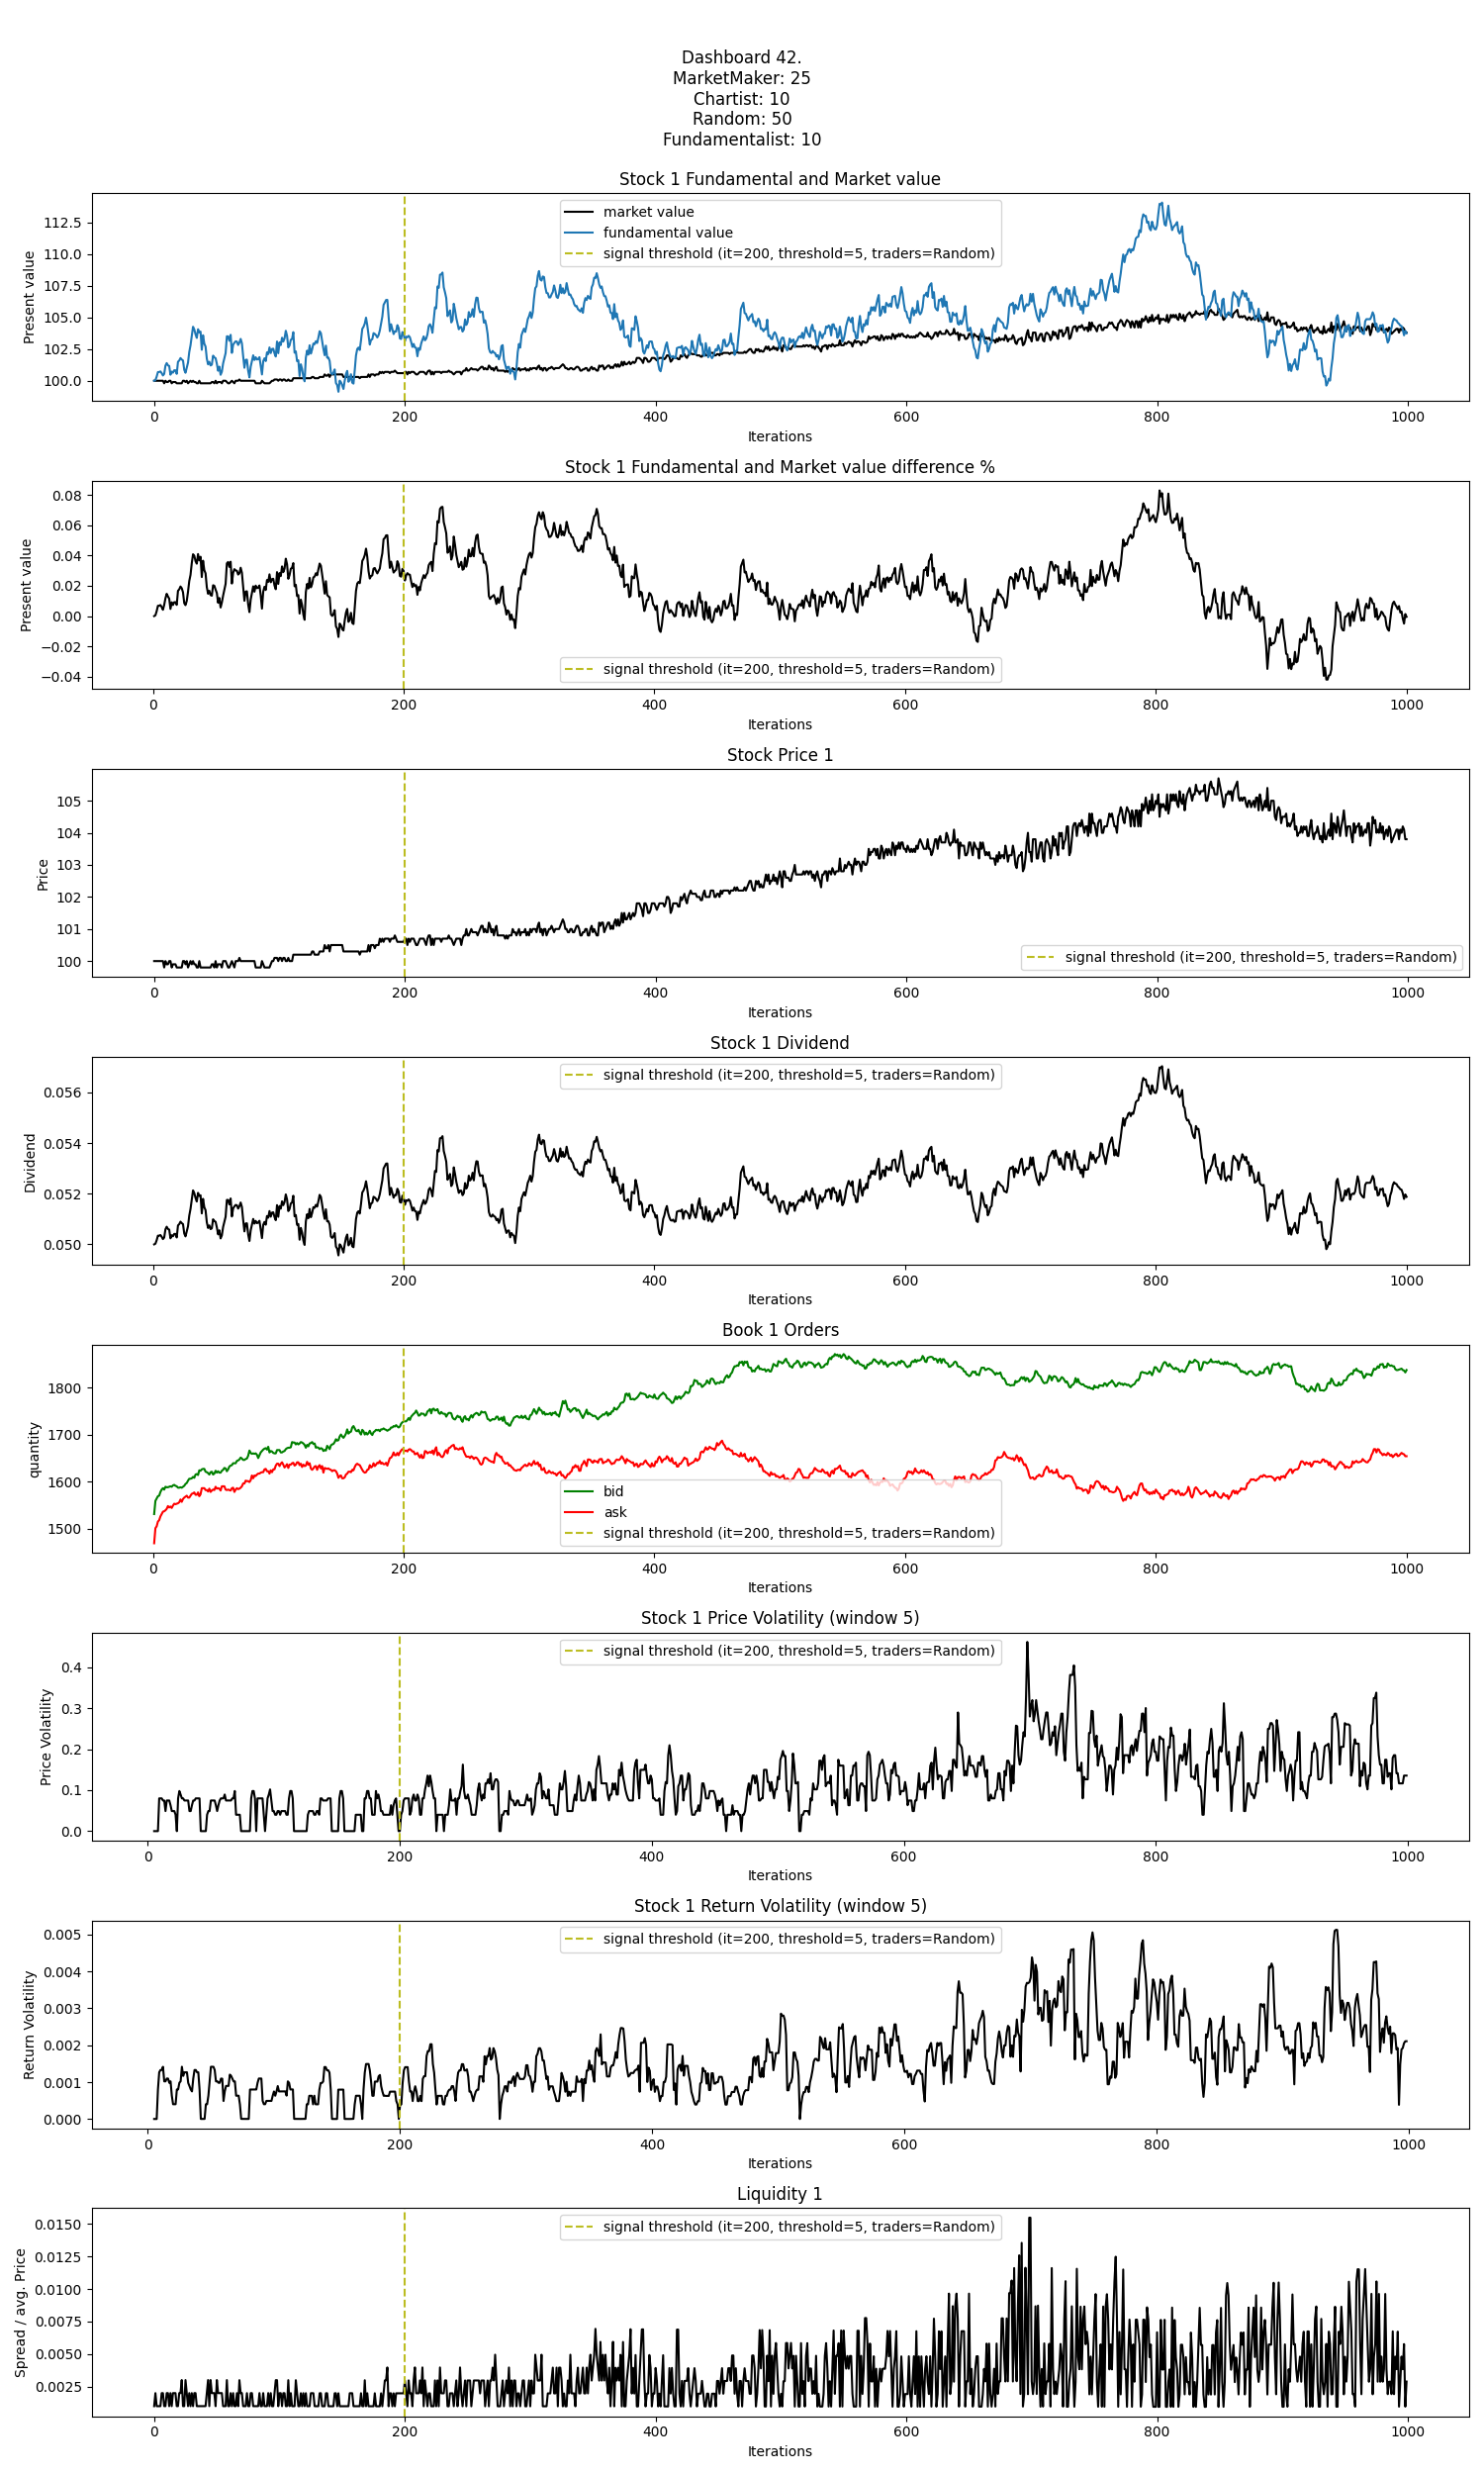 Dashboard 42.
MarketMaker: 25
Chartist: 10
Random: 50
Fundamentalist: 10
Stock 1 Fundamental and Market value
market value
fundamental value
signal threshold (it=200, threshold=5, traders=Random)
Present value
112.5
110.0
107.5
105.0
102.5
100.0
0 200 400 600 800 1000
Iterations
Stock 1 Fundamental and Market value difference %
Present value
0.08
0.06
0.04
0.02
0.00
−0.02
−0.04
signal threshold (it=200, threshold=5, traders=Random)
0 200 400 600 800 1000
Iterations
Stock Price 1
Price
105
104
103
102
101
100
signal threshold (it=200, threshold=5, traders=Random)
0 200 400 600 800 1000
Iterations
Stock 1 Dividend
signal threshold (it=200, threshold=5, traders=Random)
Dividend
0.056
0.054
0.052
0.050
0 200 400 600 800 1000
Iterations
Book 1 Orders
quantity
1800
1700
1600
1500
bid
ask
signal threshold (it=200, threshold=5, traders=Random)
0 200 400 600 800 1000
Iterations
Stock 1 Price Volatility (window 5)
signal threshold (it=200, threshold=5, traders=Random)
Price Volatility
0.4
0.3
0.2
0.1
0.0
0 200 400 600 800 1000
Iterations
Stock 1 Return Volatility (window 5)
signal threshold (it=200, threshold=5, traders=Random)
Return Volatility
0.005
0.004
0.003
0.002
0.001
0.000
0 200 400 600 800 1000
Iterations
Liquidity 1
signal threshold (it=200, threshold=5, traders=Random)
Spread / avg. Price
0.0150
0.0125
0.0100
0.0075
0.0050
0.0025
0 200 400 600 800 1000
Iterations